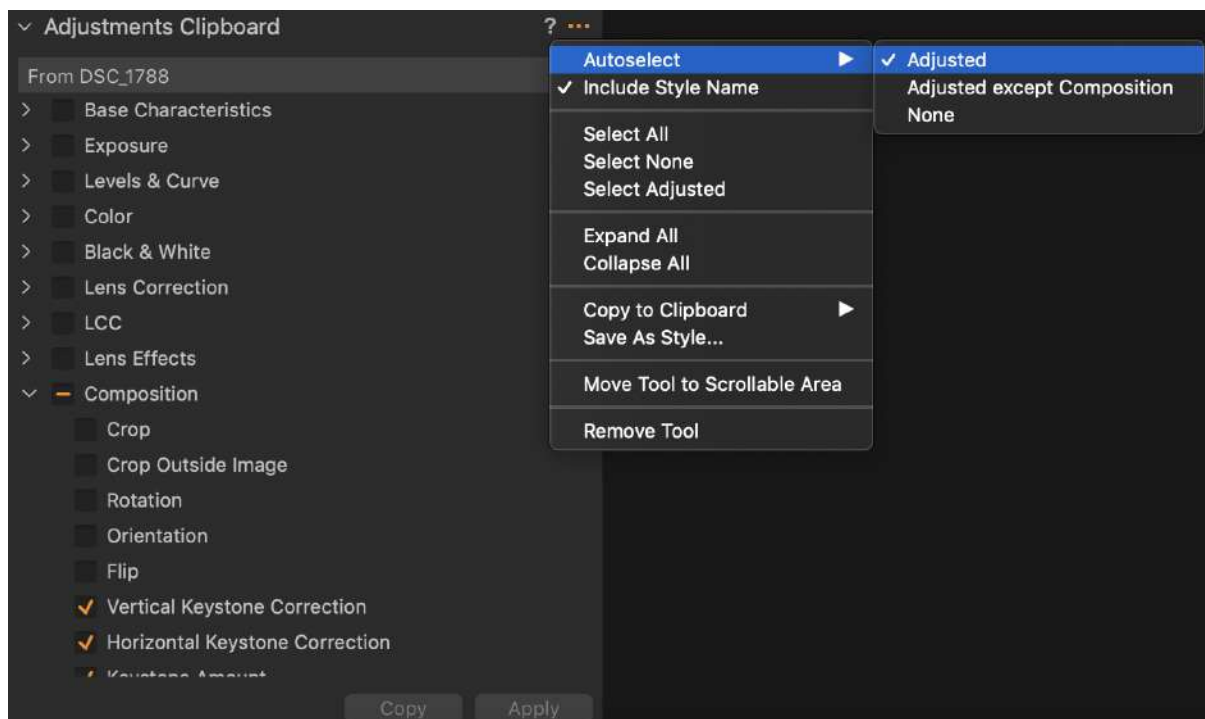 Adjustments Clipboard ? ...
From DSC_1788
Base Characteristics
Exposure
Levels & Curve
Color
Black & White
Lens Correction
LCC
Lens Effects
Composition
Crop
Crop Outside Image
Rotation
Orientation
Flip
Vertical Keystone Correction
Horizontal Keystone Correction
Keystone Amount
Copy Apply
Autoselect
Include Style Name
Select All
Select None
Select Adjusted
Expand All
Collapse All
Copy to Clipboard
Save As Style...
Move Tool to Scrollable Area
Remove Tool
Adjusted
Adjusted except Composition
None